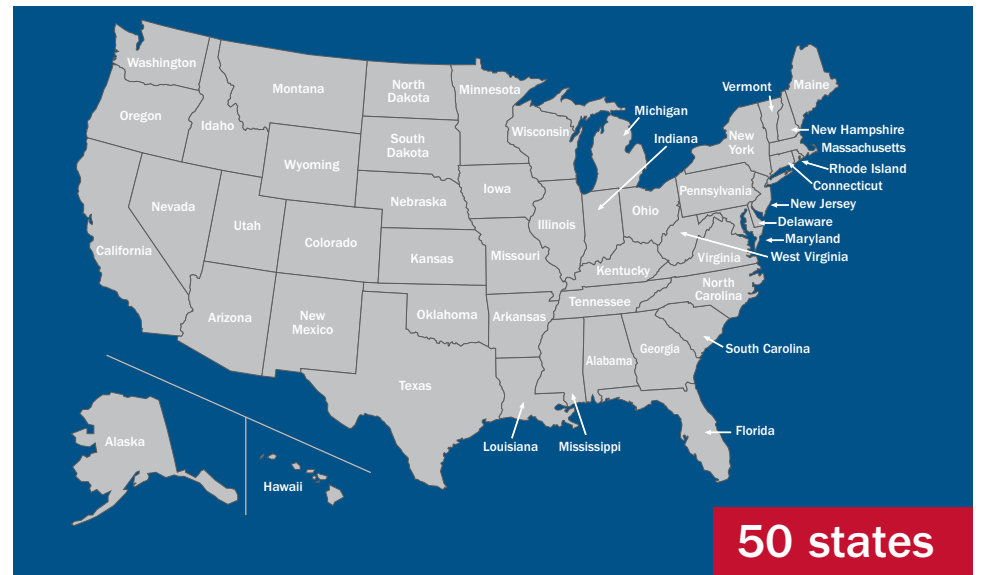 Washington
Oregon
Idaho
Montana
North
Dakota
Minnesota
South
Dakota
Wisconsin
Michigan
Indiana
Vermont
Maine
New Hampshire
Massachusetts
New
York
Rhode Island
Connecticut
Wyoming
Nebraska
Iowa
Pennsylvania
New Jersey
Nevada
Utah
Colorado
Illinois
Ohio
Delaware
Maryland
West Virginia
California
Kansas
Missouri
Kentucky
Virginia
Arizona
New
Mexico
Oklahoma
Arkansas
Tennessee
North
Carolina
Texas
Alabama
Georgia
South Carolina
Louisiana
Mississippi
Florida
Alaska
Hawaii
50 states